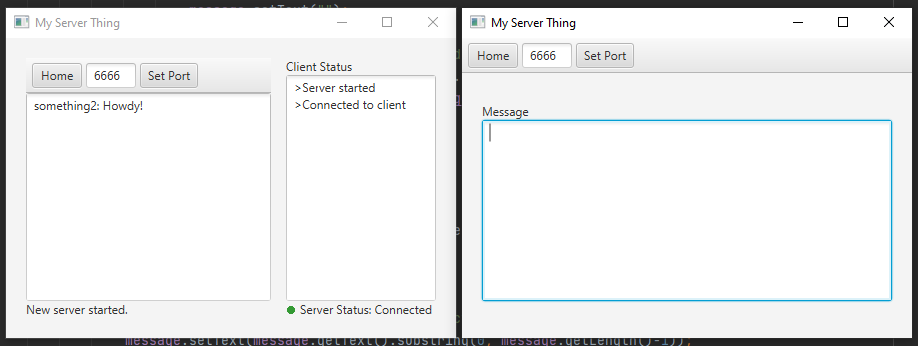 message.setText("");
My Server Thing
Home
6666
Set Port
something2: Howdy!
New server started.
Client Status
>Server started
>Connected to client
Server Status: Connected
My Server Thing
Home
6666
Set Port
Message
message.setText(message.getText().substring(0, message.getLength()-1));